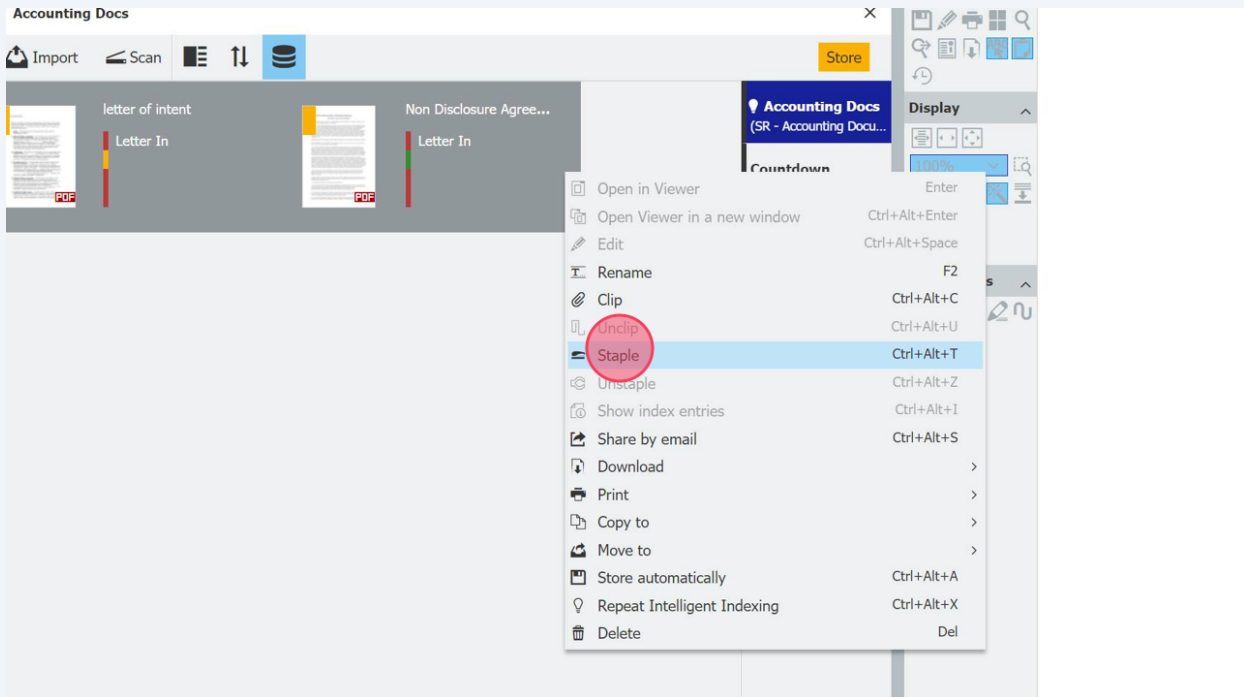 Accounting Docs
Import
Scan
Store
letter of intent
Letter In
PDF
Non Disclosure Agree...
Letter In
PDF
Accounting Docs
(SR - Accounting Docu...
Countdown
Display
100%
s
Open in Viewer Enter
Open Viewer in a new window Ctrl+Alt+Enter
Edit Ctrl+Alt+Space
Rename F2
Clip Ctrl+Alt+C
Unclip Ctrl+Alt+U
Staple Ctrl+Alt+T
Unstaple Ctrl+Alt+Z
Show index entries Ctrl+Alt+I
Share by email Ctrl+Alt+S
Download
Print
Copy to
Move to
Store automatically Ctrl+Alt+A
Repeat Intelligent Indexing Ctrl+Alt+X
Delete Del